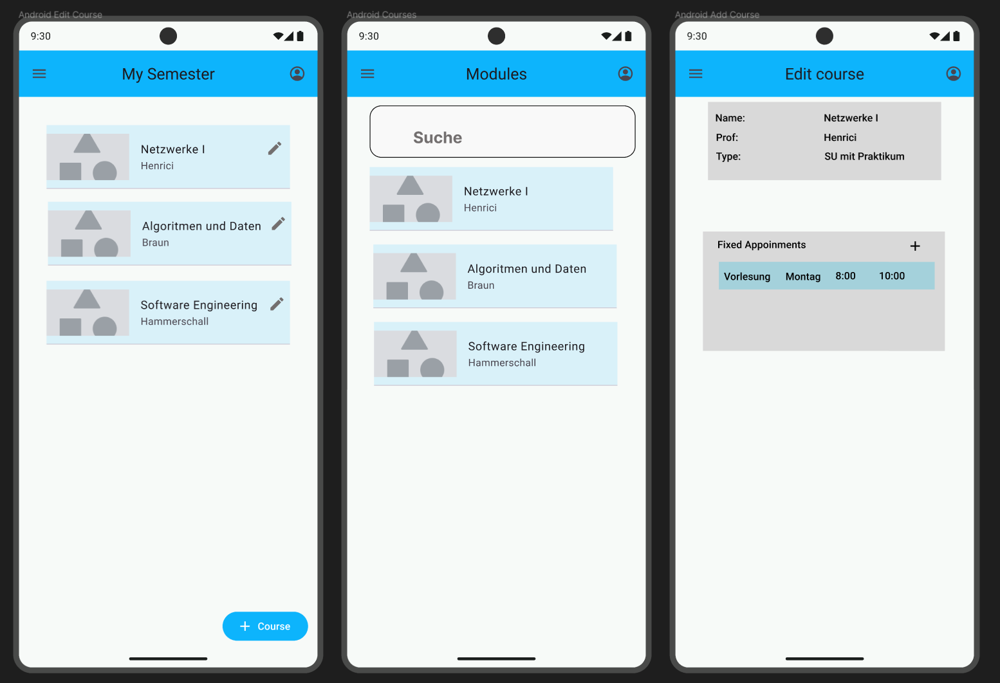 Android Edit Course
9:30
My Semester
Netzwerke I
Henrici
Algoritmen und Daten
Braun
Software Engineering
Hammerschall
+ Course
Android Courses
9:30
Modules
Suche
Netzwerke I
Henrici
Algoritmen und Daten
Braun
Software Engineering
Hammerschall
Android Add Course
9:30
Edit course
Name: Netzwerke I
Prof: Henrici
Type: SU mit Praktikum
Fixed Appoinments +
Vorlesung Montag 8:00 10:00